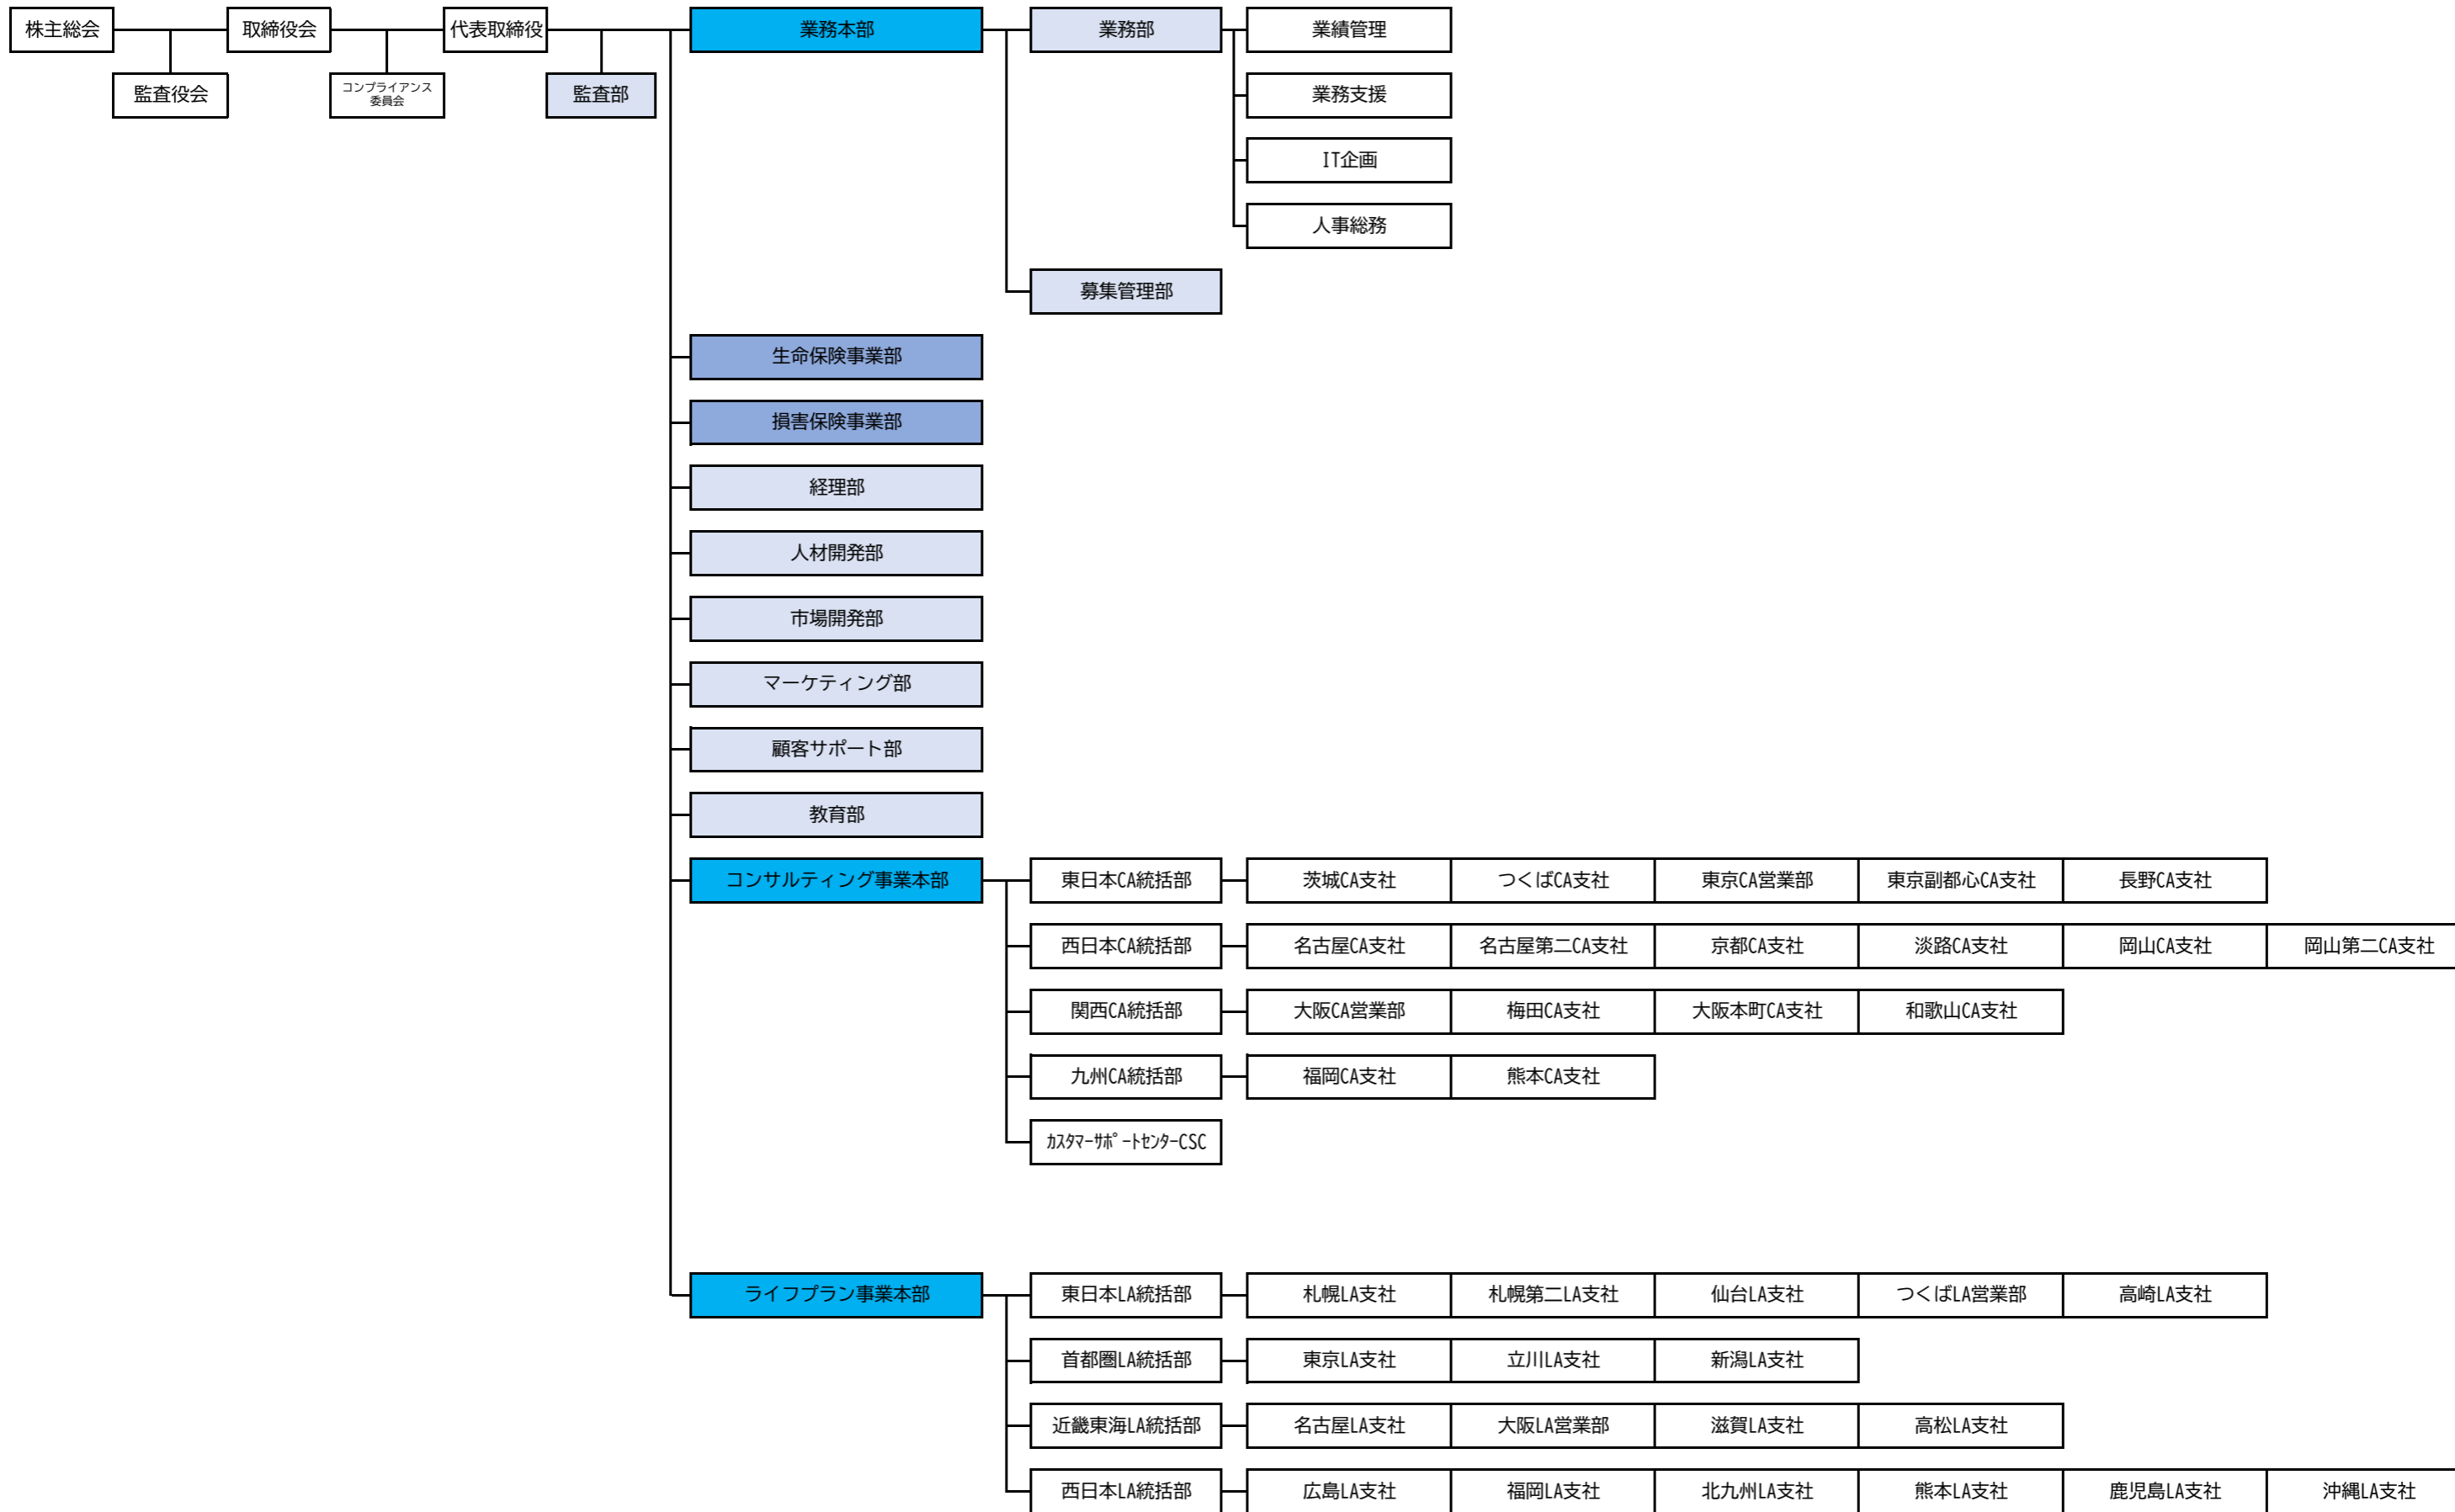 株主総会
取締役会
代表取締役
業務本部
業務部
業績管理
監査役会
コンプライアンス
委員会
監査部
業務支援
IT企画
人事総務
募集管理部
生命保険事業部
損害保険事業部
経理部
人材開発部
市場開発部
マーケティング部
顧客サポート部
教育部
コンサルティング事業本部
東日本CA統括部
茨城CA支社
つくばCA支社
東京CA営業部
東京副都心CA支社
長野CA支社
西日本CA統括部
名古屋CA支社
名古屋第二CA支社
京都CA支社
淡路CA支社
岡山CA支社
岡山第二CA支社
関西CA統括部
大阪CA営業部
梅田CA支社
大阪本町CA支社
和歌山CA支社
九州CA統括部
福岡CA支社
熊本CA支社
ｶｽﾀﾏｰｻﾎﾟｰﾄｾﾝﾀｰCSC
ライフプラン事業本部
東日本LA統括部
札幌LA支社
札幌第二LA支社
仙台LA支社
つくばLA営業部
高崎LA支社
首都圏LA統括部
東京LA支社
立川LA支社
新潟LA支社
近畿東海LA統括部
名古屋LA支社
大阪LA営業部
滋賀LA支社
高松LA支社
西日本LA統括部
広島LA支社
福岡LA支社
北九州LA支社
熊本LA支社
鹿児島LA支社
沖縄LA支社